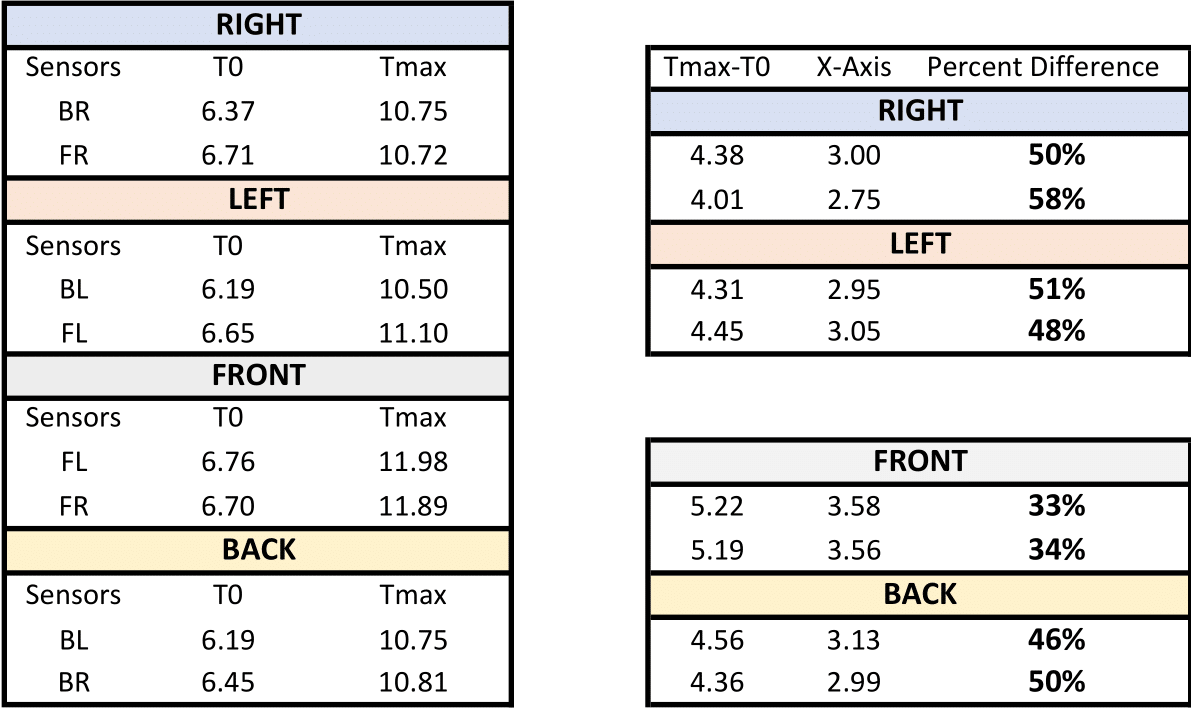 RIGHT
Sensors T0 Tmax
BR 6.37 10.75
FR 6.71 10.72
LEFT
Sensors T0 Tmax
BL 6.19 10.50
FL 6.65 11.10
FRONT
Sensors T0 Tmax
FL 6.76 11.98
FR 6.70 11.89
BACK
Sensors T0 Tmax
BL 6.19 10.75
BR 6.45 10.81
Tmax-T0 X-Axis Percent Difference
RIGHT
4.38 3.00 50%
4.01 2.75 58%
LEFT
4.31 2.95 51%
4.45 3.05 48%
FRONT
5.22 3.58 33%
5.19 3.56 34%
BACK
4.56 3.13 46%
4.36 2.99 50%